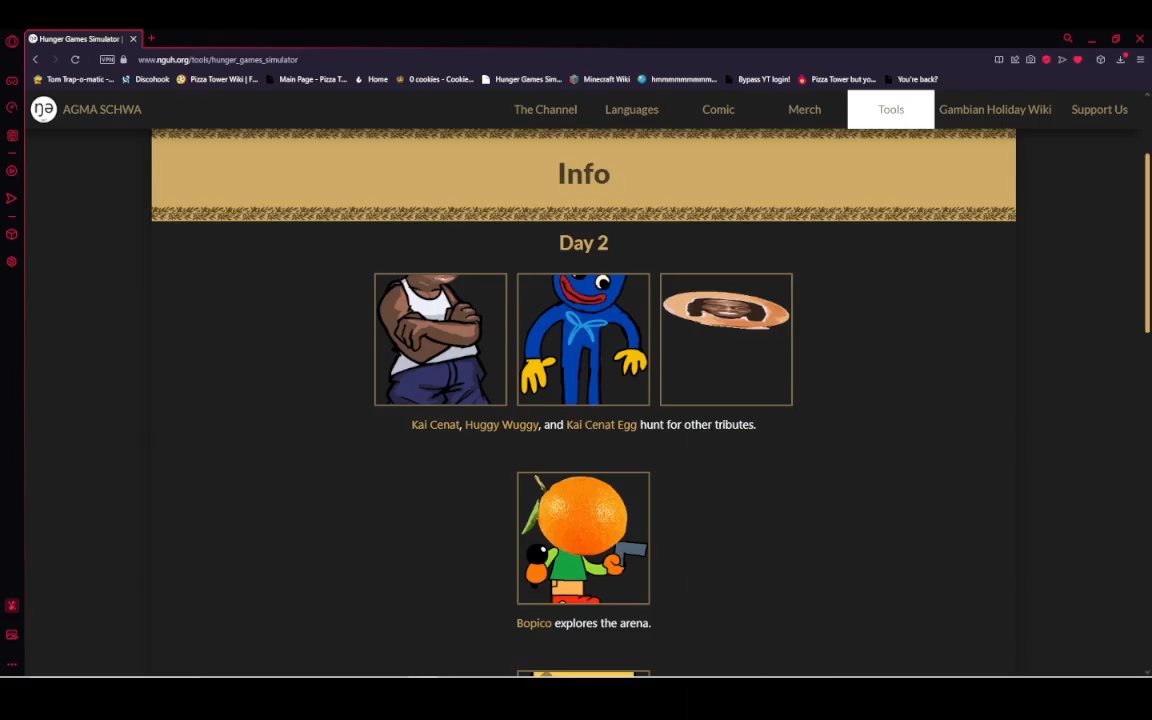 Hunger Games Simulator |
www.nguh.org/tools/hunger_games_simulator
VPN
Tom Trap-o-matic -... Discohook Pizza Tower Wiki | F... Main Page - Pizza T... Home 0 cookies - Cookie... Hunger Games Sim... Minecraft Wiki hmmmmmmmmm... Bypass YT login! Pizza Tower but yo... You're back?
ŋə AGMA SCHWA The Channel Languages Comic Merch Tools Gambian Holiday Wiki Support Us
Info
Day 2
Kai Cenat, Huggy Wuggy, and Kai Cenat Egg hunt for other tributes.
Bopico explores the arena.